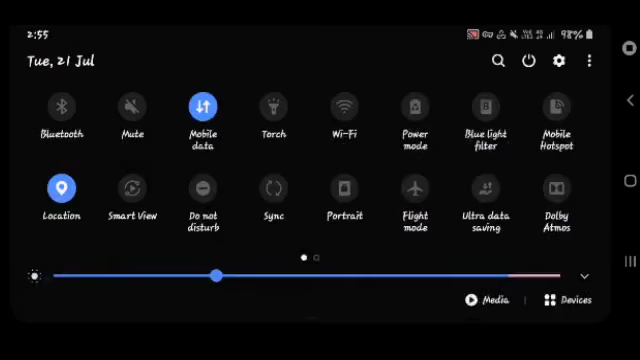 2:55
98%
Tue, 21 Jul
Bluetooth
Mute
Mobile
data
Torch
Wi-Fi
Power
mode
Blue light
filter
Mobile
Hotspot
Location
Smart View
Do not
disturb
Sync
Portrait
Flight
mode
Ultra data
saving
Dolby
Atmos
Media
Devices